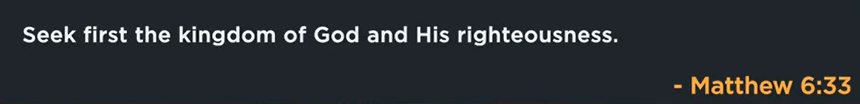 Seek first the kingdom of God and His righteousness.
- Matthew 6:33